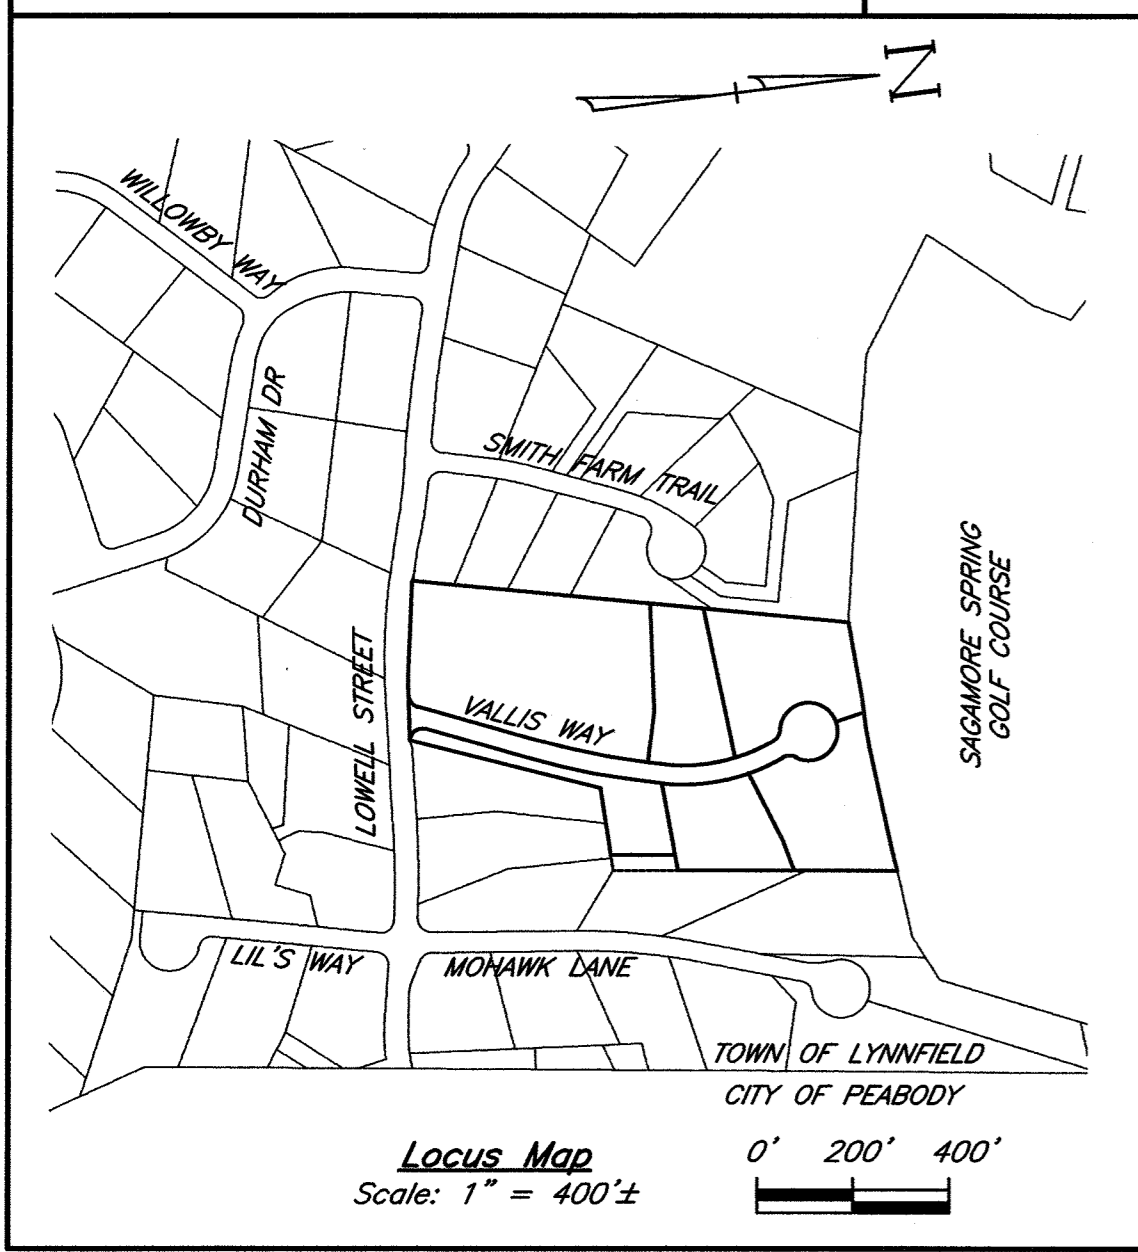 N
WILLOWBY WAY
DURHAM DR
SMITH FARM TRAIL
SAGAMORE SPRING
GOLF COURSE
LOWELL STREET
VALLIS WAY
LIL'S WAY
MOHAWK LANE
TOWN OF LYNNFIELD
CITY OF PEABODY
Locus Map
Scale: 1" = 400'±
0' 200' 400'